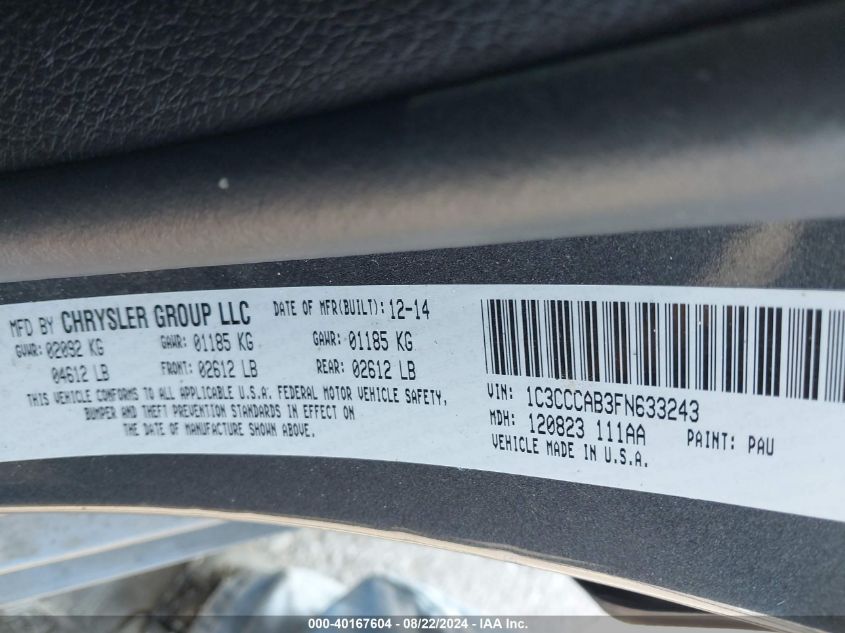 MFD BY CHRYSLER GROUP LLC DATE OF MFR(BUILT): 12-14
GVWR: 02092 KG GAWR: 01185 KG GAWR: 01185 KG
04612 LB FRONT: 02612 LB REAR: 02612 LB
THIS VEHICLE CONFORMS TO ALL APPLICABLE U.S.A. FEDERAL MOTOR VEHICLE SAFETY,
BUMPER AND THEFT PREVENTION STANDARDS IN EFFECT ON
THE DATE OF MANUFACTURE SHOWN ABOVE.
VIN: 1C3CCCAB3FN633243
MDH: 120823 111AA PAINT: PAU
VEHICLE MADE IN U.S.A.
000-40167604 - 08/22/2024 - IAA Inc.